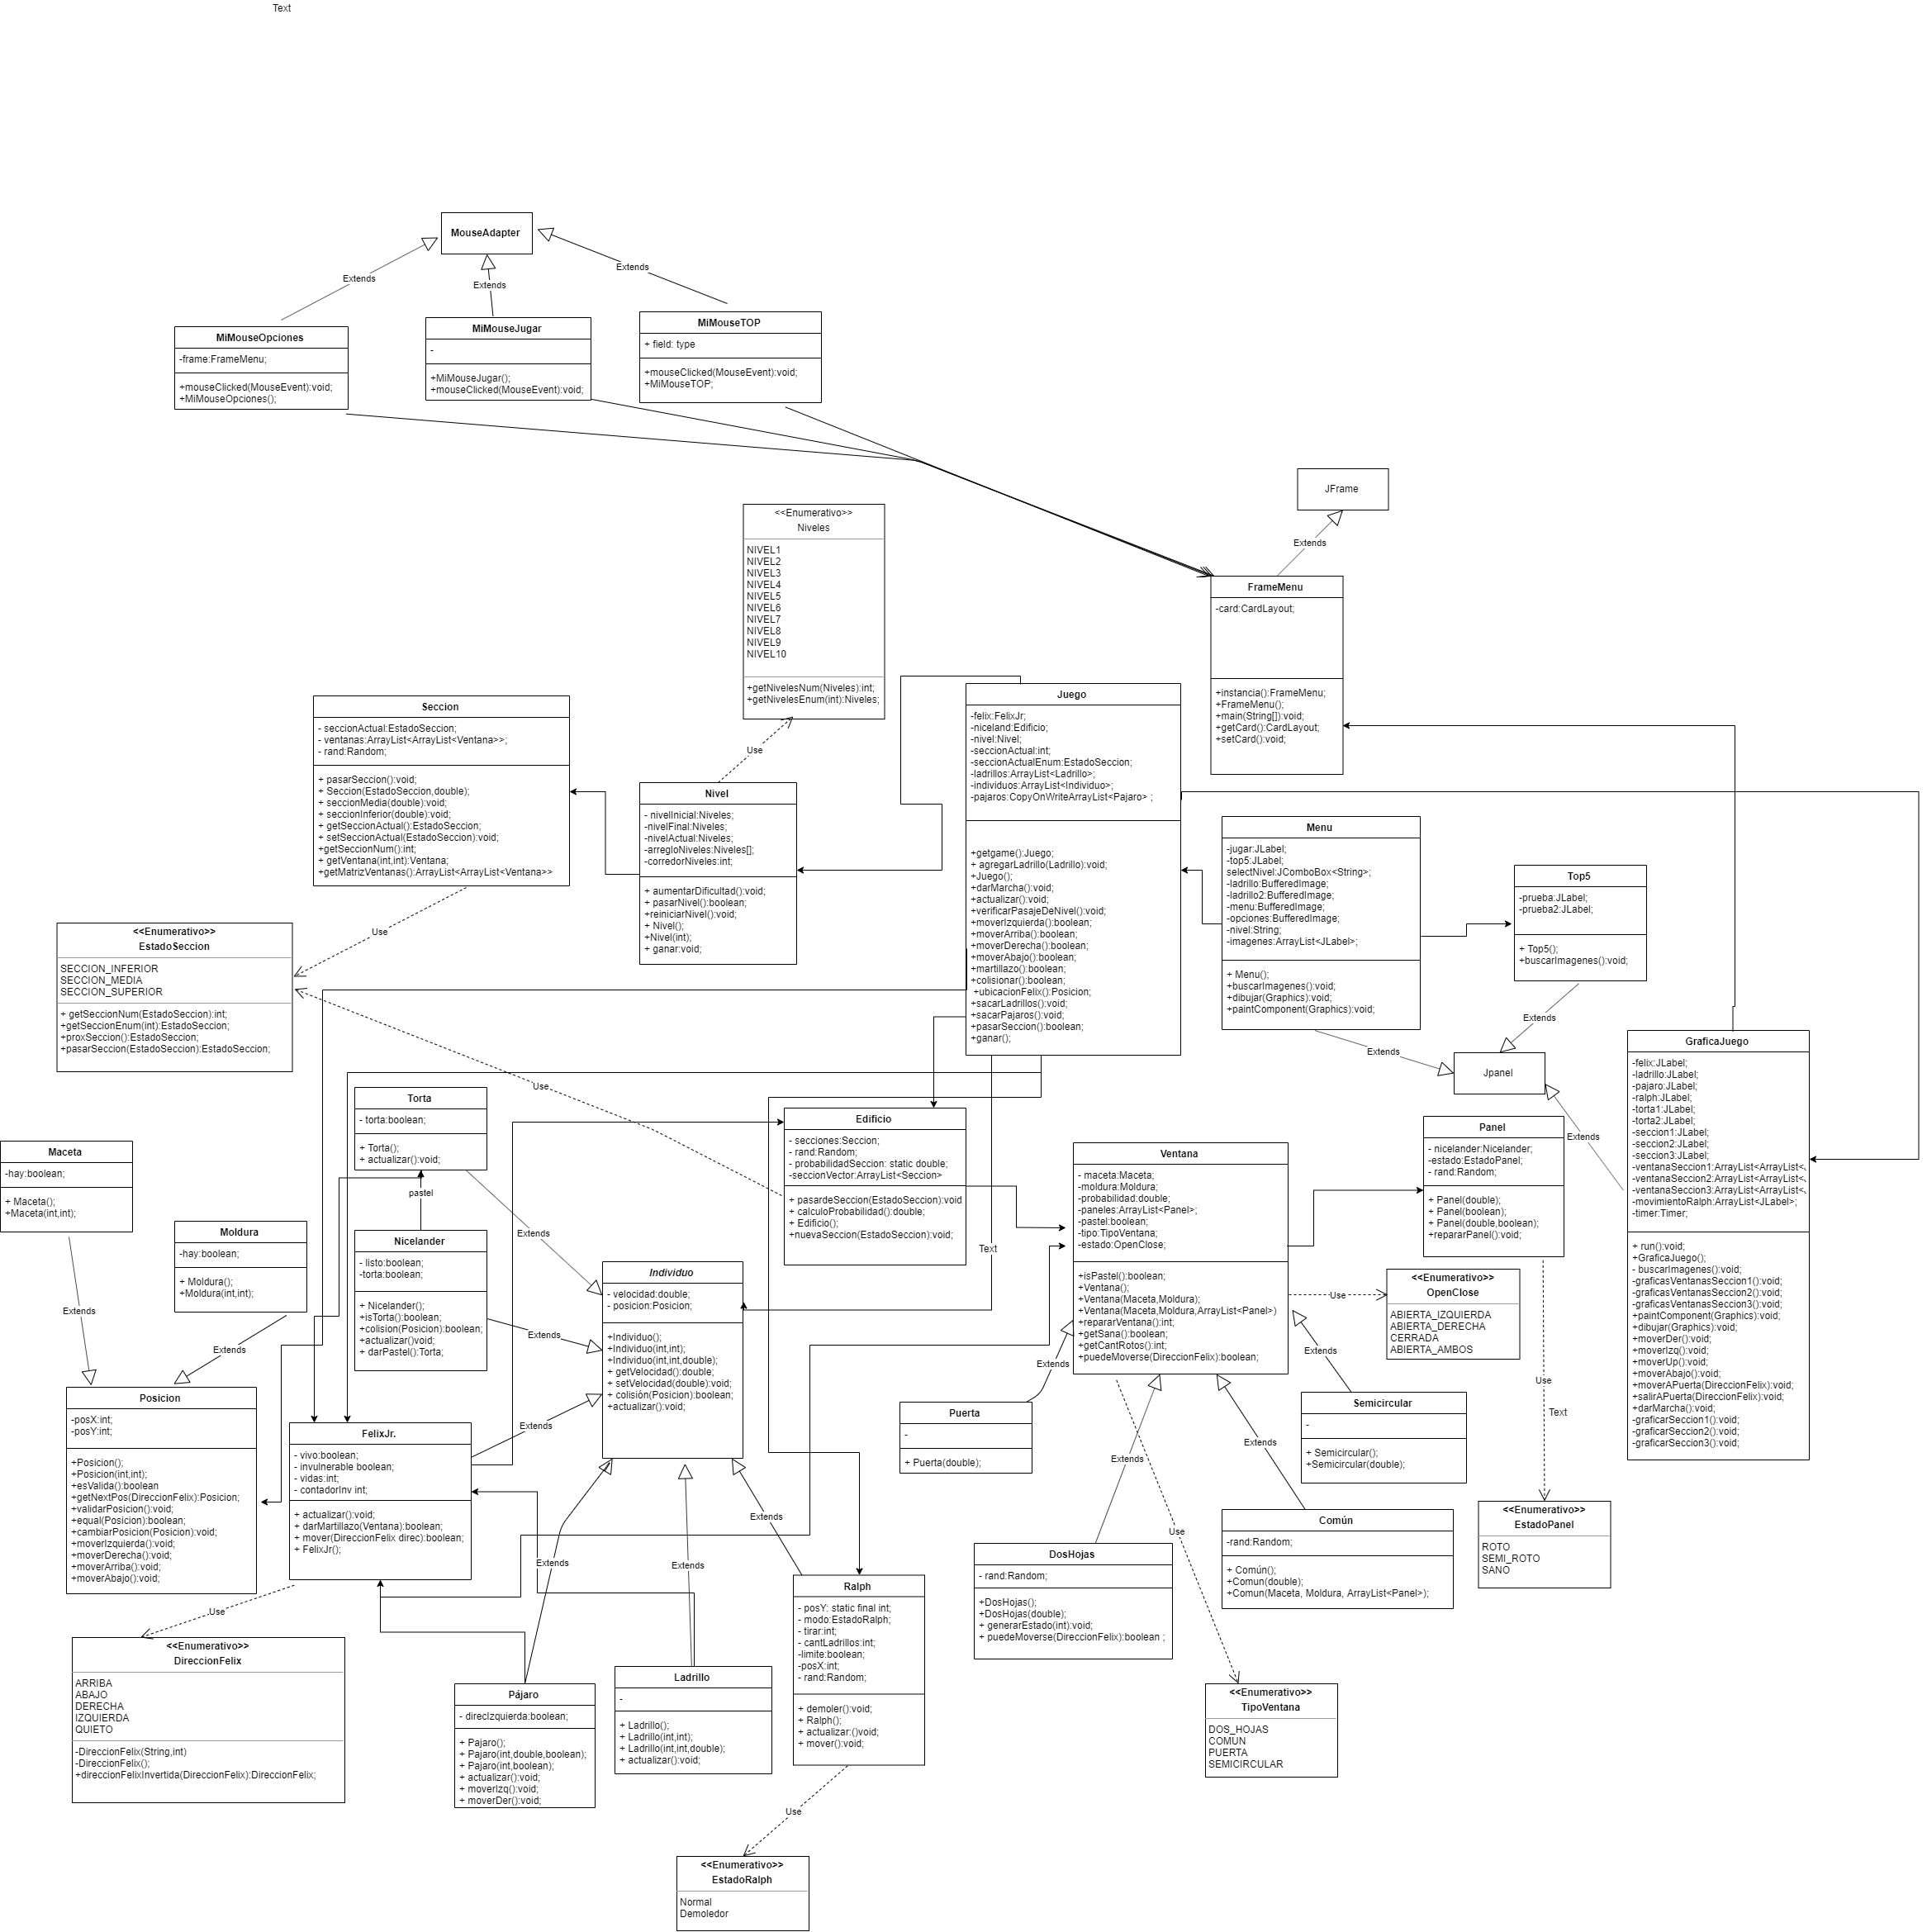 Text
MouseAdapter
Extends
Extends
Extends
MiMouseOpciones
-frame:FrameMenu;
+mouseClicked(MouseEvent):void;
+MiMouseOpciones();
MiMouseJugar
-
+MiMouseJugar();
+mouseClicked(MouseEvent):void;
MiMouseTOP
+ field: type
+mouseClicked(MouseEvent):void;
+MiMouseTOP;
JFrame
Extends
<<Enumerativo>>
Niveles
NIVEL1
NIVEL2
NIVEL3
NIVEL4
NIVEL5
NIVEL6
NIVEL7
NIVEL8
NIVEL9
NIVEL10
+getNivelesNum(Niveles):int;
+getNivelesEnum(int):Niveles;
Use
FrameMenu
-card:CardLayout;
+instancia():FrameMenu;
+FrameMenu();
+main(String[]):void;
+getCard():CardLayout;
+setCard():void;
Seccion
- seccionActual:EstadoSeccion;
- ventanas:ArrayList<ArrayList<Ventana>>;
- rand:Random;
+ pasarSeccion():void;
+ Seccion(EstadoSeccion,double);
+ seccionMedia(double):void;
+ seccionInferior(double):void;
+ getSeccionActual():EstadoSeccion;
+ setSeccionActual(EstadoSeccion):void;
+getSeccionNum():int;
+ getVentana(int,int):Ventana;
+getMatrizVentanas():ArrayList<ArrayList<Ventana>>
Use
Nivel
- nivelInicial:Niveles;
-nivelFinal:Niveles;
-nivelActual:Niveles;
-arregloNiveles:Niveles[];
-corredorNiveles:int;
+ aumentarDificultad():void;
+ pasarNivel():boolean;
+reiniciarNivel():void;
+ Nivel();
+Nivel(int);
+ ganar:void;
Juego
-felix:FelixJr;
-niceland:Edificio;
-nivel:Nivel;
-seccionActual:int;
-seccionActualEnum:EstadoSeccion;
-ladrillos:ArrayList<Ladrillo>;
-individuos:ArrayList<Individuo>;
-pajaros:CopyOnWriteArrayList<Pajaro> ;
+getgame():Juego;
+ agregarLadrillo(Ladrillo):void;
+Juego();
+darMarcha():void;
+actualizar():void;
+verificarPasajeDeNivel():void;
+moverIzquierda():boolean;
+moverArriba():boolean;
+moverDerecha():boolean;
+moverAbajo():boolean;
+martillazo():boolean;
+colisionar():boolean;
+ubicacionFelix():Posicion;
+sacarLadrillos():void;
+sacarPajaros():void;
+pasarSeccion():boolean;
+ganar();
Menu
-jugar:JLabel;
-top5:JLabel;
selectNivel:JComboBox<String>;
-ladrillo:BufferedImage;
-ladrillo2:BufferedImage;
-menu:BufferedImage;
-opciones:BufferedImage;
-nivel:String;
-imagenes:ArrayList<JLabel>;
+ Menu();
+buscarImagenes():void;
+dibujar(Graphics):void;
+paintComponent(Graphics):void;
Top5
-prueba:JLabel;
-prueba2:JLabel;
+ Top5();
+buscarImagenes():void;
Extends
Extends
Jpanel
Extends
GraficaJuego
-felix:JLabel;
-ladrillo:JLabel;
-pajaro:JLabel;
-ralph:JLabel;
-torta1:JLabel;
-torta2:JLabel;
-seccion1:JLabel;
-seccion2:JLabel;
-seccion3:JLabel;
-ventanaSeccion1:ArrayList<ArrayList<
-ventanaSeccion2:ArrayList<ArrayList<
-ventanaSeccion3:ArrayList<ArrayList<
-movimientoRalph:ArrayList<JLabel>;
-timer:Timer;
+ run():void;
+GraficaJuego();
- buscarImagenes():void;
-graficasVentanasSeccion1():void;
-graficasVentanasSeccion2():void;
-graficasVentanasSeccion3():void;
+paintComponent(Graphics):void;
+dibujar(Graphics):void;
+moverDer():void;
+moverIzq():void;
+moverUp():void;
+moverAbajo():void;
+moverAPuerta(DireccionFelix):void;
+salirAPuerta(DireccionFelix):void;
+darMarcha():void;
-graficarSeccion1():void;
-graficarSeccion2():void;
-graficarSeccion3():void;
<<Enumerativo>>
EstadoSeccion
SECCION_INFERIOR
SECCION_MEDIA
SECCION_SUPERIOR
+ getSeccionNum(EstadoSeccion):int;
+getSeccionEnum(int):EstadoSeccion;
+proxSeccion():EstadoSeccion;
+pasarSeccion(EstadoSeccion):EstadoSeccion;
Use
Torta
- torta:boolean;
+ Torta();
+ actualizar():void;
pastel
Edificio
- secciones:Seccion;
- rand:Random;
- probabilidadSeccion: static double;
-seccionVector:ArrayList<Seccion>
+ pasardeSeccion(EstadoSeccion):void
+ calculoProbabilidad():double;
+ Edificio();
+nuevaSeccion(EstadoSeccion):void;
Text
Maceta
-hay:boolean;
+ Maceta();
+Maceta(int,int);
Moldura
-hay:boolean;
+ Moldura();
+Moldura(int,int);
Extends
Extends
Nicelander
- listo:boolean;
-torta:boolean;
+ Nicelander();
+isTorta():boolean;
+colision(Posicion):boolean;
+actualizar()void;
+ darPastel():Torta;
Extends
Extends
Individuo
- velocidad:double;
- posicion:Posicion;
+Individuo();
+Individuo(int,int);
+Individuo(int,int,double);
+ getVelocidad():double;
+ setVelocidad(double):void;
+ colisión(Posicion):boolean;
+actualizar():void;
Ventana
- maceta:Maceta;
-moldura:Moldura;
-probabilidad:double;
-paneles:ArrayList<Panel>;
-pastel:boolean;
-tipo:TipoVentana;
-estado:OpenClose;
+isPastel():boolean;
+Ventana();
+Ventana(Maceta,Moldura);
+Ventana(Maceta,Moldura,ArrayList<Panel>)
+repararVentana():int;
+getSana():boolean;
+getCantRotos():int;
+puedeMoverse(DireccionFelix):boolean;
Panel
- nicelander:Nicelander;
-estado:EstadoPanel;
- rand:Random;
+ Panel(double);
+ Panel(boolean);
+ Panel(double,boolean);
+repararPanel():void;
Use
<<Enumerativo>>
OpenClose
ABIERTA_IZQUIERDA
ABIERTA_DERECHA
CERRADA
ABIERTA_AMBOS
Use
Text
Extends
Extends
Extends
Extends
Use
Posicion
-posX:int;
-posY:int;
+Posicion();
+Posicion(int,int);
+esValida():boolean
+getNextPos(DireccionFelix):Posicion;
+validarPosicion():void;
+equal(Posicion):boolean;
+cambiarPosicion(Posicion):void;
+moverIzquierda():void;
+moverDerecha():void;
+moverArriba():void;
+moverAbajo():void;
FelixJr.
- vivo:boolean;
- invulnerable boolean;
- vidas:int;
- contadorInv int;
+ actualizar():void;
+ darMartillazo(Ventana):boolean;
+ mover(DireccionFelix direc):boolean;
+ FelixJr();
Extends
Extends
Extends
Extends
Use
Puerta
-
+ Puerta(double);
Semicircular
-
+ Semicircular();
+Semicircular(double);
Común
-rand:Random;
+ Común();
+Comun(double);
+Comun(Maceta, Moldura, ArrayList<Panel>);
<<Enumerativo>>
EstadoPanel
ROTO
SEMI_ROTO
SANO
DosHojas
- rand:Random;
+DosHojas();
+DosHojas(double);
+ generarEstado(int):void;
+ puedeMoverse(DireccionFelix):boolean ;
<<Enumerativo>>
DireccionFelix
ARRIBA
ABAJO
DERECHA
IZQUIERDA
QUIETO
-DireccionFelix(String,int)
-DireccionFelix();
+direccionFelixInvertida(DireccionFelix):DireccionFelix;
Pájaro
- direcIzquierda:boolean;
+ Pajaro();
+ Pajaro(int,double,boolean);
+ Pajaro(int,boolean);
+ actualizar():void;
+ moverIzq():void;
+ moverDer():void;
Ladrillo
-
+ Ladrillo();
+ Ladrillo(int,int);
+ Ladrillo(int,int,double);
+ actualizar():void;
Ralph
- posY: static final int;
- modo:EstadoRalph;
- tirar:int;
- cantLadrillos:int;
-limite:boolean;
-posX:int;
- rand:Random;
+ demoler():void;
+ Ralph();
+ actualizar:()void;
+ mover():void;
Use
<<Enumerativo>>
TipoVentana
DOS_HOJAS
COMUN
PUERTA
SEMICIRCULAR
<<Enumerativo>>
EstadoRalph
Normal
Demoledor